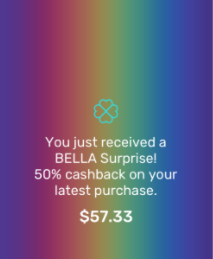 You just received a
BELLA Surprise!
50% cashback on your
latest purchase.
$57.33